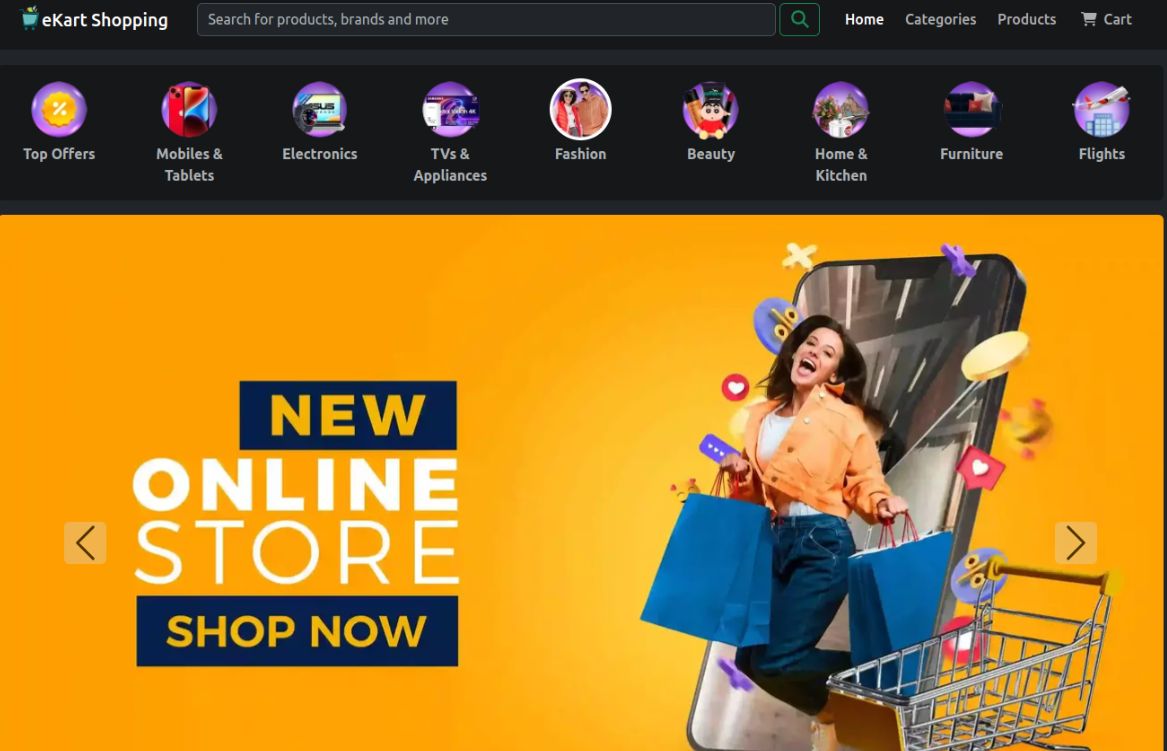 eKart Shopping
Search for products, brands and more
Home
Categories
Products
Cart
Top Offers
Mobiles &
Tablets
Electronics
TVs &
Appliances
Fashion
Beauty
Home &
Kitchen
Furniture
Flights
NEW
ONLINE
STORE
SHOP NOW